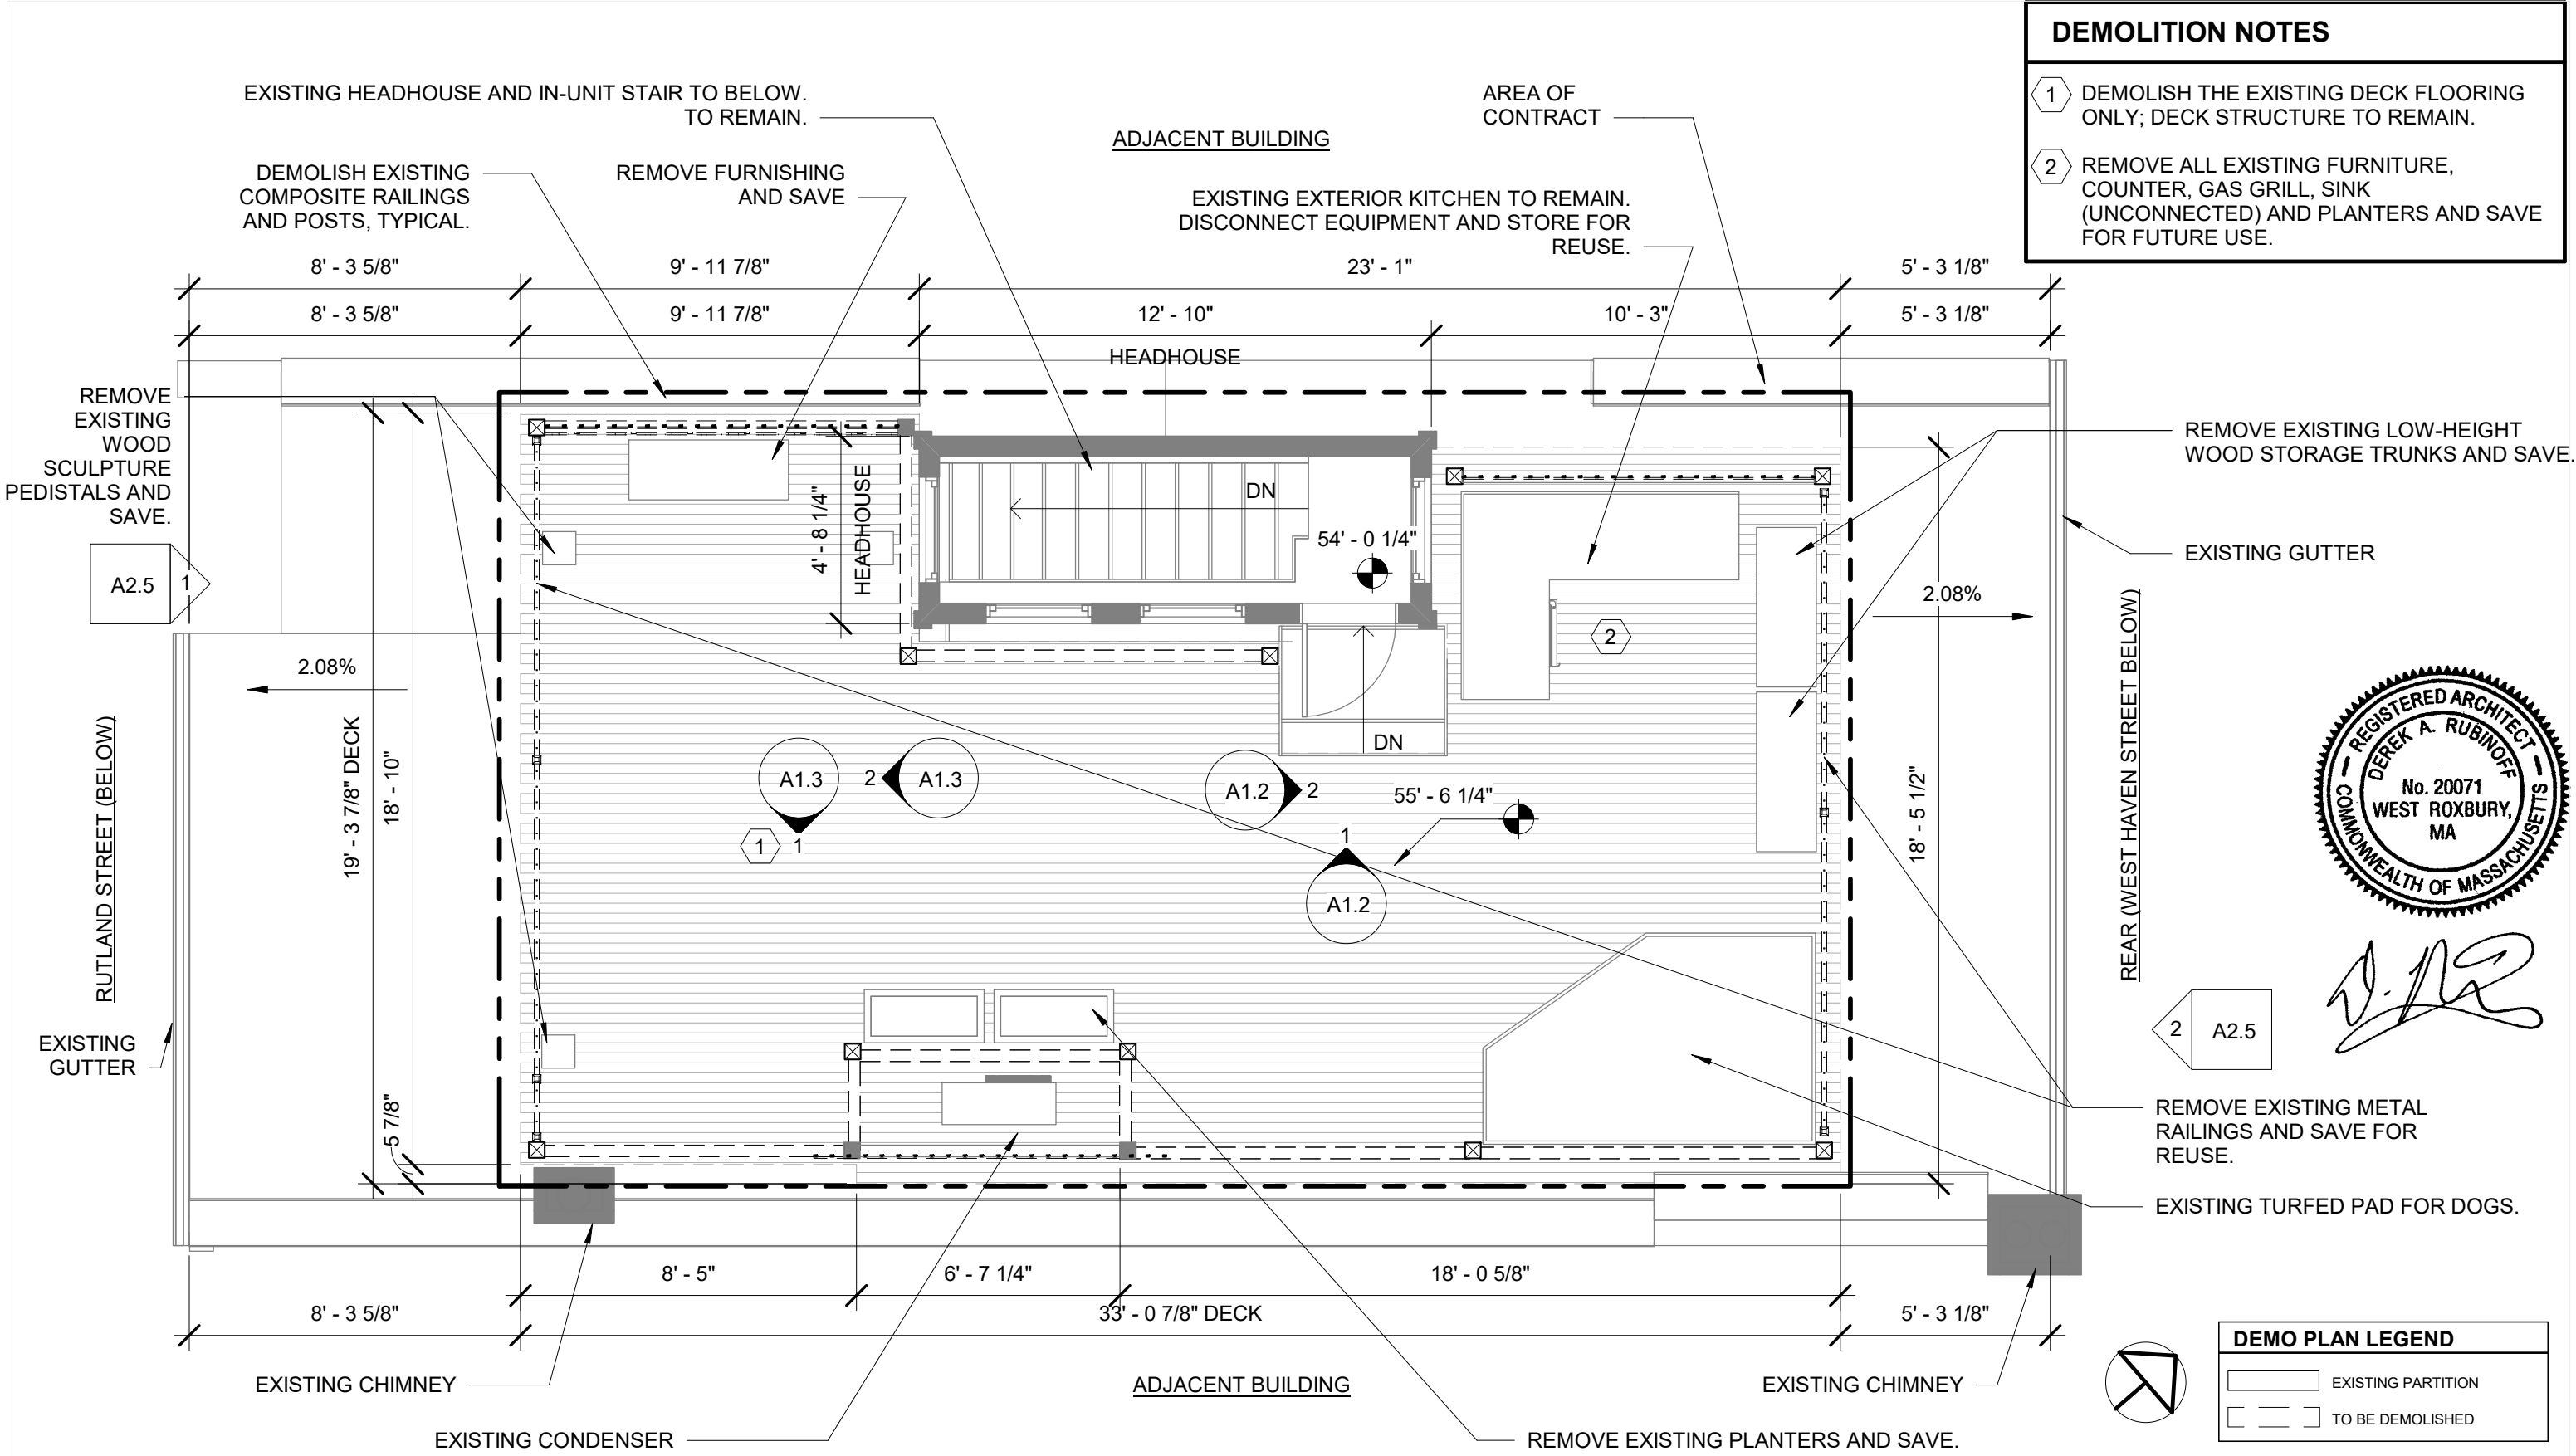 DEMOLITION NOTES
1 DEMOLISH THE EXISTING DECK FLOORING
ONLY; DECK STRUCTURE TO REMAIN.
2 REMOVE ALL EXISTING FURNITURE,
COUNTER, GAS GRILL, SINK
(UNCONNECTED) AND PLANTERS AND SAVE
FOR FUTURE USE.
EXISTING HEADHOUSE AND IN-UNIT STAIR TO BELOW.
TO REMAIN.
AREA OF
CONTRACT
ADJACENT BUILDING
DEMOLISH EXISTING
COMPOSITE RAILINGS
AND POSTS, TYPICAL.
REMOVE FURNISHING
AND SAVE
EXISTING EXTERIOR KITCHEN TO REMAIN.
DISCONNECT EQUIPMENT AND STORE FOR
REUSE.
8' - 3 5/8"
9' - 11 7/8"
23' - 1"
5' - 3 1/8"
8' - 3 5/8"
9' - 11 7/8"
12' - 10"
10' - 3"
5' - 3 1/8"
HEADHOUSE
REMOVE
EXISTING
WOOD
SCULPTURE
PEDISTALS AND
SAVE.
REMOVE EXISTING LOW-HEIGHT
WOOD STORAGE TRUNKS AND SAVE.
4' - 8 1/4"
HEADHOUSE
DN
54' - 0 1/4"
EXISTING GUTTER
A2.5 1
2.08%
2
2.08%
RUTLAND STREET (BELOW)
19' - 3 7/8" DECK
18' - 10"
DN
A1.3
1
2 A1.3
A1.2 2
55' - 6 1/4"
1
1
A1.2
18' - 5 1/2"
REAR (WEST HAVEN STREET BELOW)
REGISTERED ARCHITECT
DEREK A. RUBINOFF
No. 20071
WEST ROXBURY,
MA
COMMONWEALTH OF MASSACHUSETTS
EXISTING
GUTTER
2 A2.5
5 7/8"
REMOVE EXISTING METAL
RAILINGS AND SAVE FOR
REUSE.
EXISTING TURFED PAD FOR DOGS.
8' - 5"
6' - 7 1/4"
18' - 0 5/8"
8' - 3 5/8"
33' - 0 7/8" DECK
5' - 3 1/8"
EXISTING CHIMNEY
ADJACENT BUILDING
EXISTING CHIMNEY
EXISTING CONDENSER
REMOVE EXISTING PLANTERS AND SAVE.
DEMO PLAN LEGEND
EXISTING PARTITION
TO BE DEMOLISHED